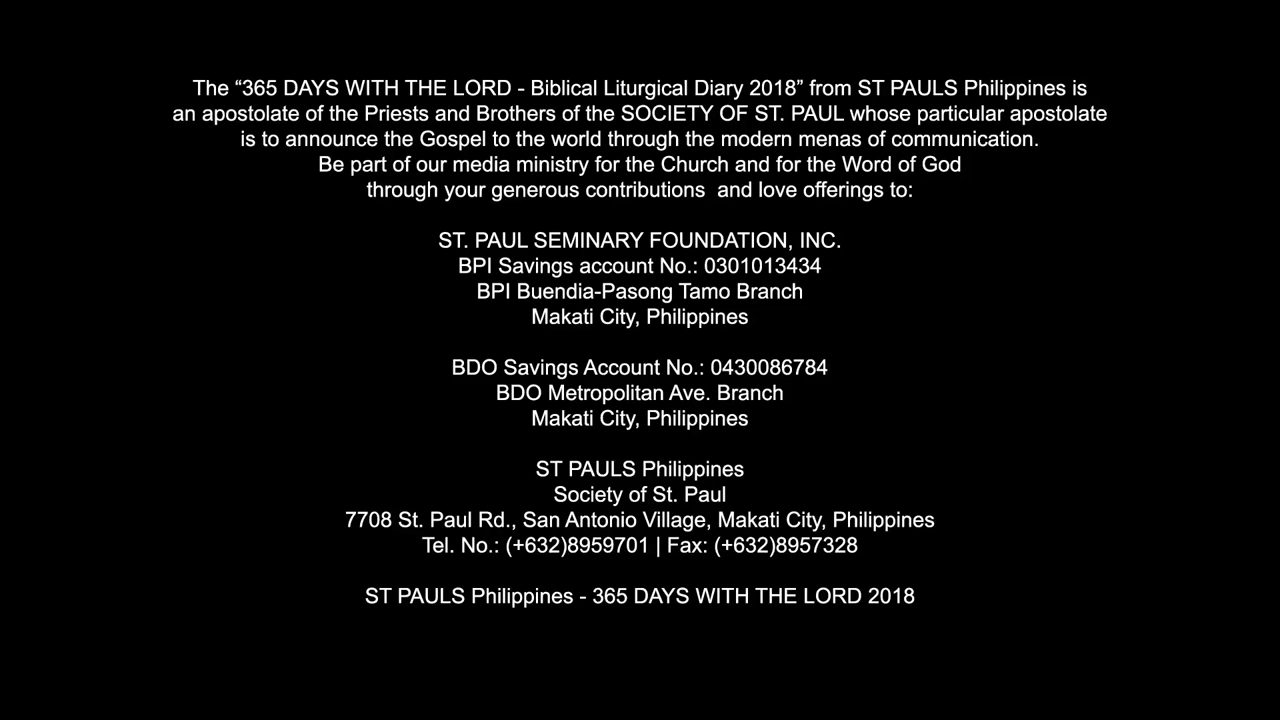 The “365 DAYS WITH THE LORD - Biblical Liturgical Diary 2018” from ST PAULS Philippines is
an apostolate of the Priests and Brothers of the SOCIETY OF ST. PAUL whose particular apostolate
is to announce the Gospel to the world through the modern menas of communication.
Be part of our media ministry for the Church and for the Word of God
through your generous contributions  and love offerings to:
ST. PAUL SEMINARY FOUNDATION, INC.
BPI Savings account No.: 0301013434
BPI Buendia-Pasong Tamo Branch
Makati City, Philippines
BDO Savings Account No.: 0430086784
BDO Metropolitan Ave. Branch
Makati City, Philippines
ST PAULS Philippines
Society of St. Paul
7708 St. Paul Rd., San Antonio Village, Makati City, Philippines
Tel. No.: (+632)8959701 | Fax: (+632)8957328
ST PAULS Philippines - 365 DAYS WITH THE LORD 2018